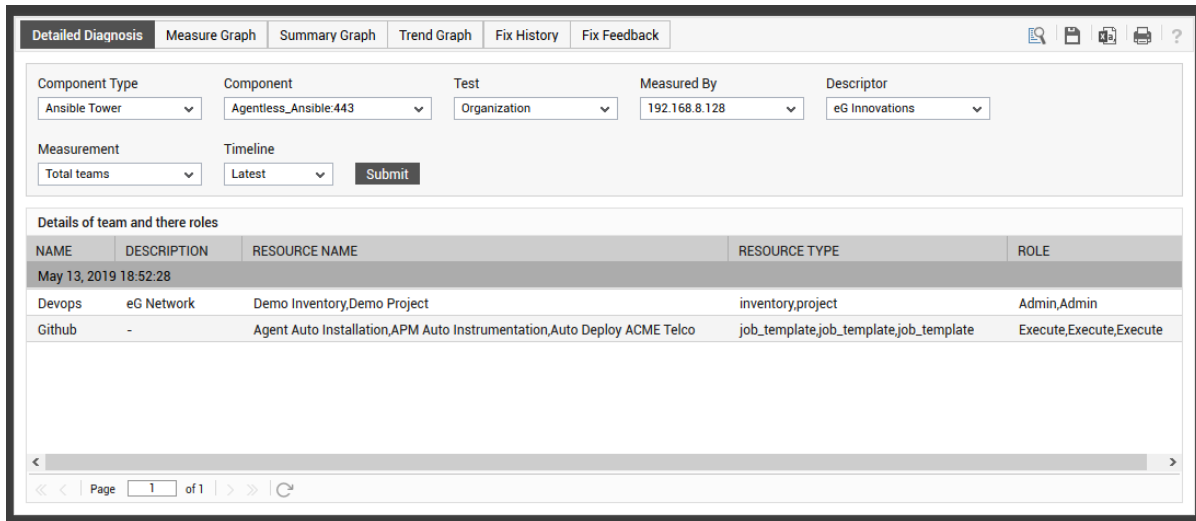 Detailed Diagnosis Measure Graph Summary Graph Trend Graph Fix History Fix Feedback
Component Type Component Test Measured By Descriptor
Ansible Tower Agentless_Ansible:443 Organization 192.168.8.128 eG Innovations
Measurement Timeline
Total teams Latest Submit
Details of team and there roles
NAME DESCRIPTION RESOURCE NAME RESOURCE TYPE ROLE
May 13, 2019 18:52:28
Devops eG Network Demo Inventory,Demo Project inventory,project Admin,Admin
Github - Agent Auto Installation,APM Auto Instrumentation,Auto Deploy ACME Telco job_template,job_template,job_template Execute,Execute,Execute
Page 1 of 1